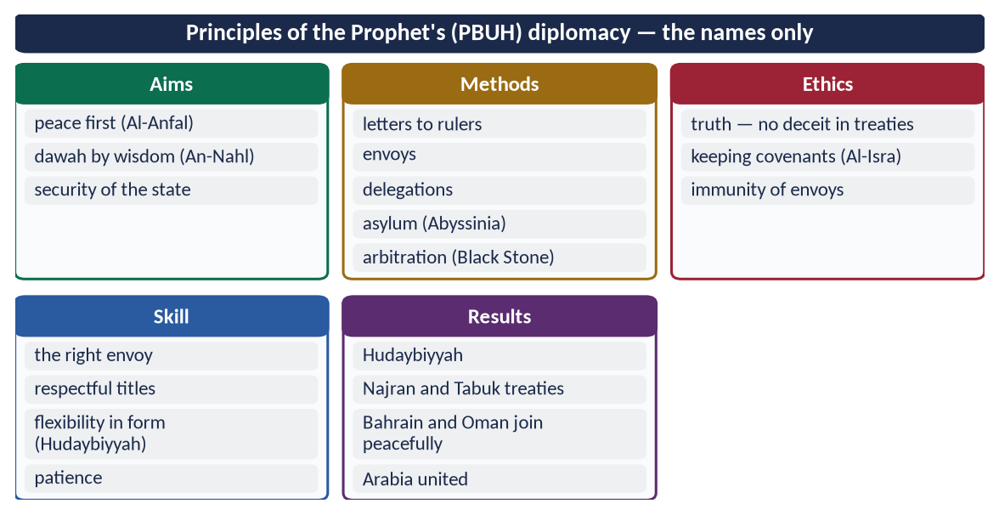 Principles of the Prophet's (PBUH) diplomacy — the names only
Aims
peace first (Al-Anfal)
dawah by wisdom (An-Nahl)
security of the state
Methods
letters to rulers
envoys
delegations
asylum (Abyssinia)
arbitration (Black Stone)
Ethics
truth — no deceit in treaties
keeping covenants (Al-Isra)
immunity of envoys
Skill
the right envoy
respectful titles
flexibility in form
(Hudaybiyyah)
patience
Results
Hudaybiyyah
Najran and Tabuk treaties
Bahrain and Oman join
peacefully
Arabia united